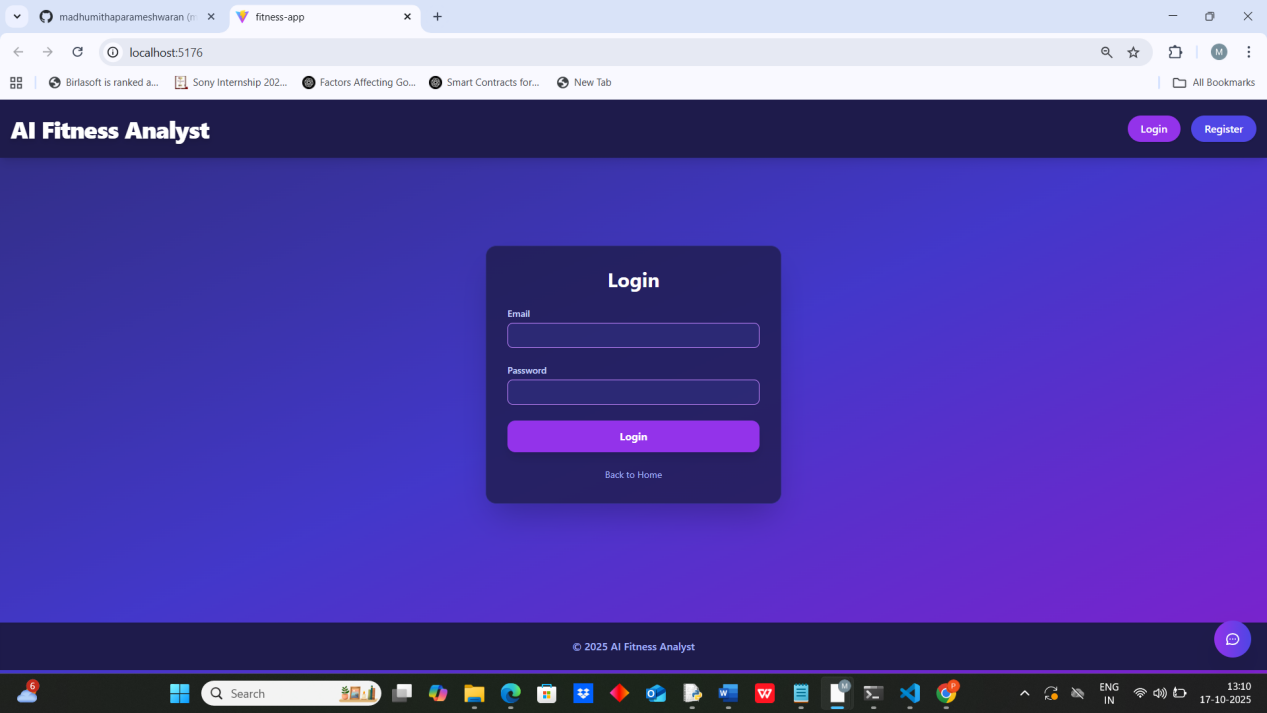 madhumithaparameshwaran (m
fitness-app
localhost:5176
M
Birlasoft is ranked a...
Sony Internship 202...
Factors Affecting Go...
Smart Contracts for...
New Tab
All Bookmarks
AI Fitness Analyst
Login
Register
Login
Email
Password
Login
Back to Home
© 2025 AI Fitness Analyst
6
Search
M
P
ENG
IN
13:10
17-10-2025